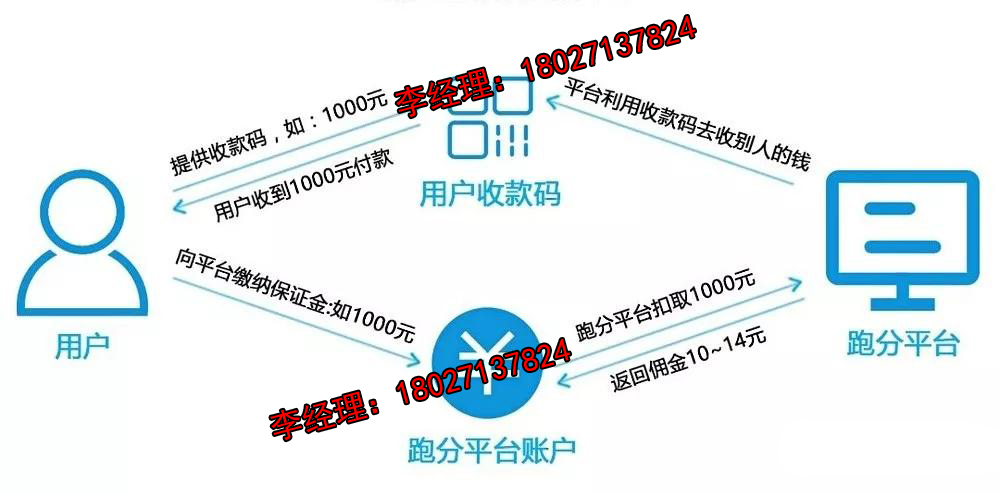 李经理：18027137824
提供收款码，如：1000元
平台利用收款码去收别人的钱
用户收到1000元付款
用户收款码
向平台缴纳保证金:如1000元
跑分平台扣取1000元
用户
跑分平台
返回佣金10~14元
李经理：18027137824
跑分平台账户